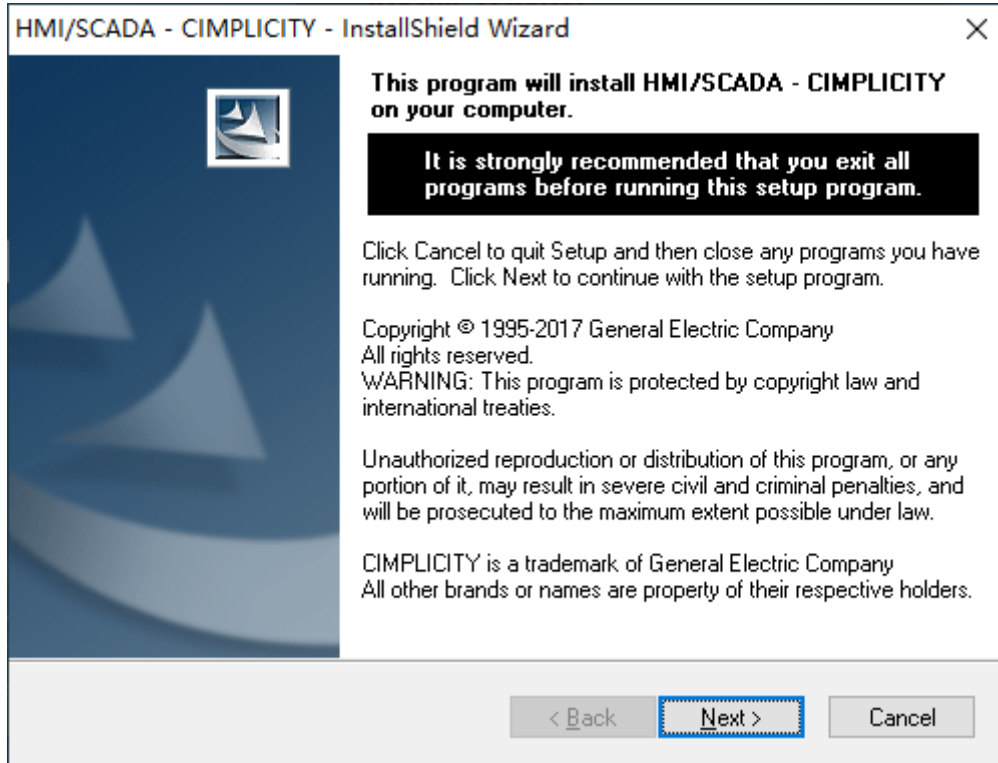 HMI/SCADA - CIMPLICITY - InstallShield Wizard
This program will install HMI/SCADA - CIMPLICITY
on your computer.
It is strongly recommended that you exit all
programs before running this setup program.
Click Cancel to quit Setup and then close any programs you have
running.  Click Next to continue with the setup program.
Copyright © 1995-2017 General Electric Company
All rights reserved.
WARNING: This program is protected by copyright law and
international treaties.
Unauthorized reproduction or distribution of this program, or any
portion of it, may result in severe civil and criminal penalties, and
will be prosecuted to the maximum extent possible under law.
CIMPLICITY is a trademark of General Electric Company
All other brands or names are property of their respective holders.
< Back Next > Cancel